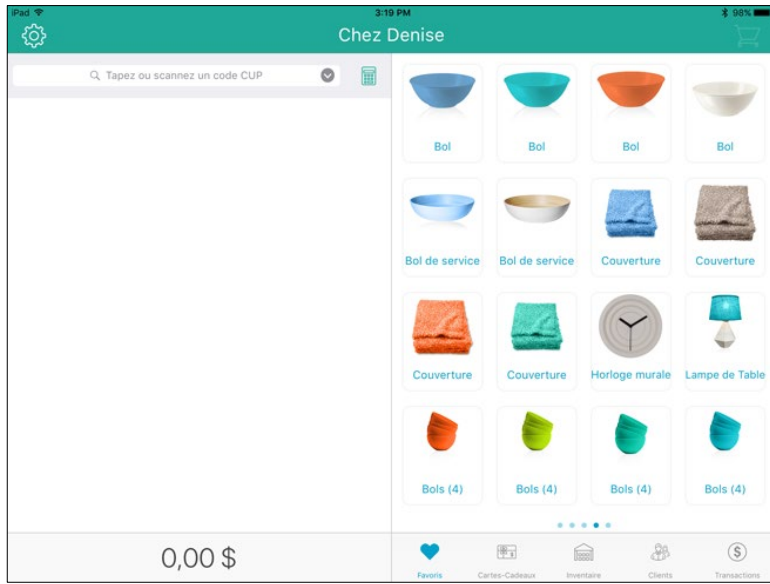 iPad 3:19 PM 98%
Chez Denise
Tapez ou scannez un code CUP
Bol Bol Bol Bol
Bol de service Bol de service Couverture Couverture
Couverture Couverture Horloge murale Lampe de Table
Bols (4) Bols (4) Bols (4) Bols (4)
0,00 $
Favoris Cartes-Cadeaux Inventaire Clients Transactions